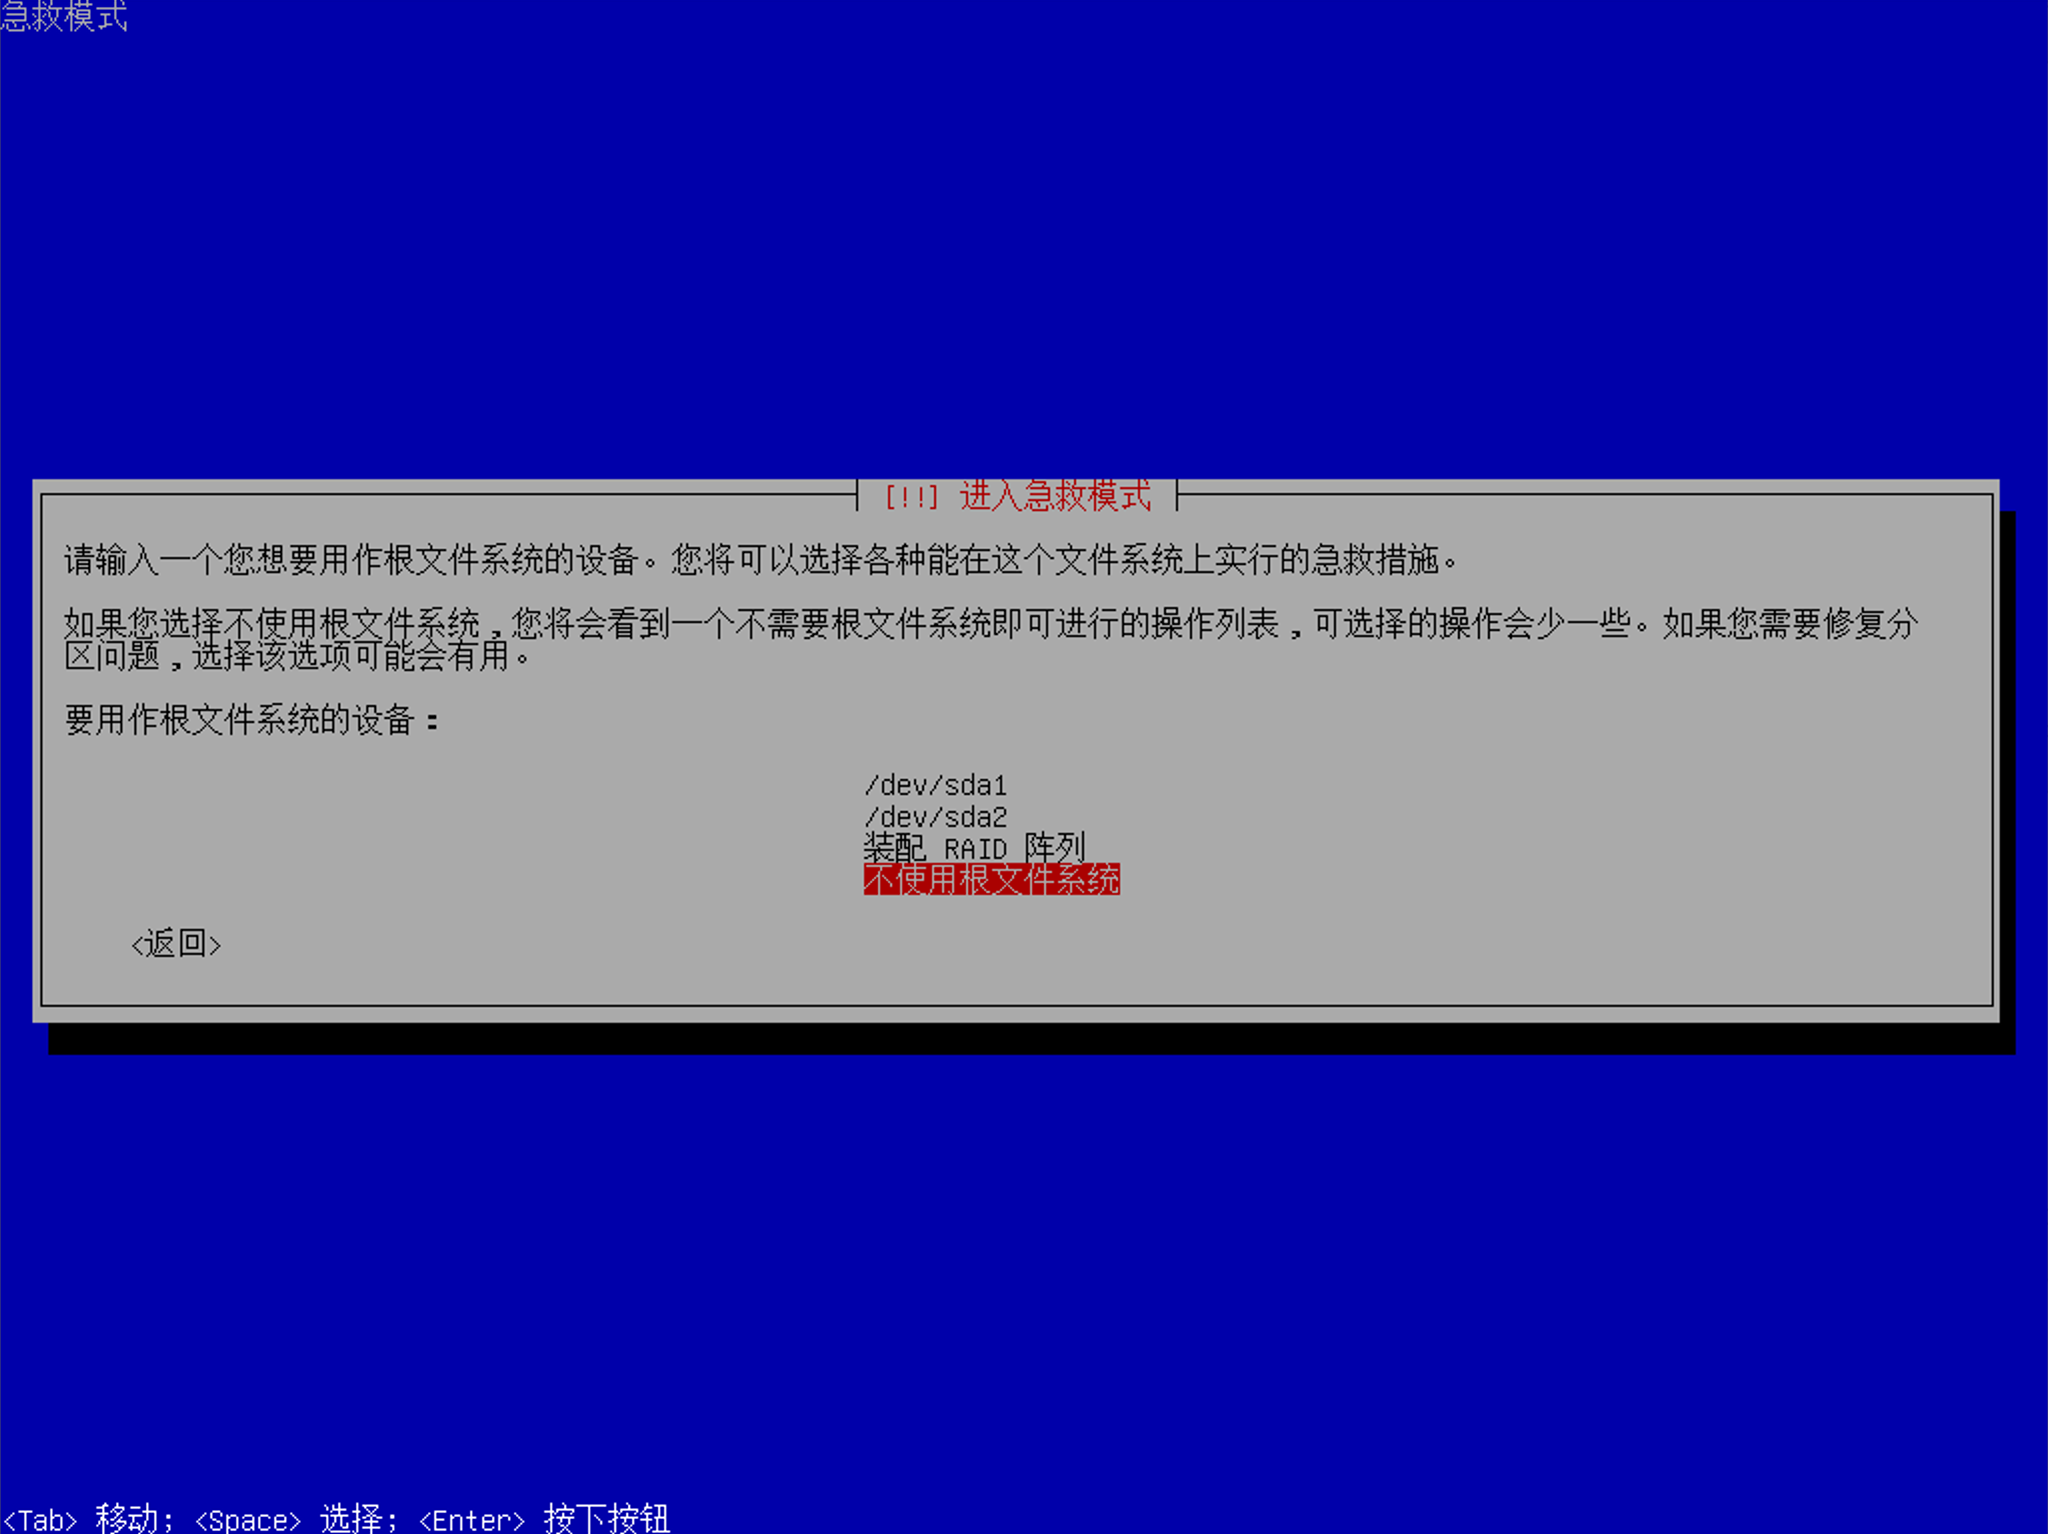 急救模式
[!!] 进入急救模式
请输入一个您想要用作根文件系统的设备。您将可以选择各种能在这个文件系统上实行的急救措施。
如果您选择不使用根文件系统，您将会看到一个不需要根文件系统即可进行的操作列表，可选择的操作会少一些。如果您需要修复分
区问题，选择该选项可能会有用。
要用作根文件系统的设备：
/dev/sda1
/dev/sda2
装配 RAID 阵列
不使用根文件系统
<返回>
<Tab> 移动; <Space> 选择; <Enter> 按下按钮